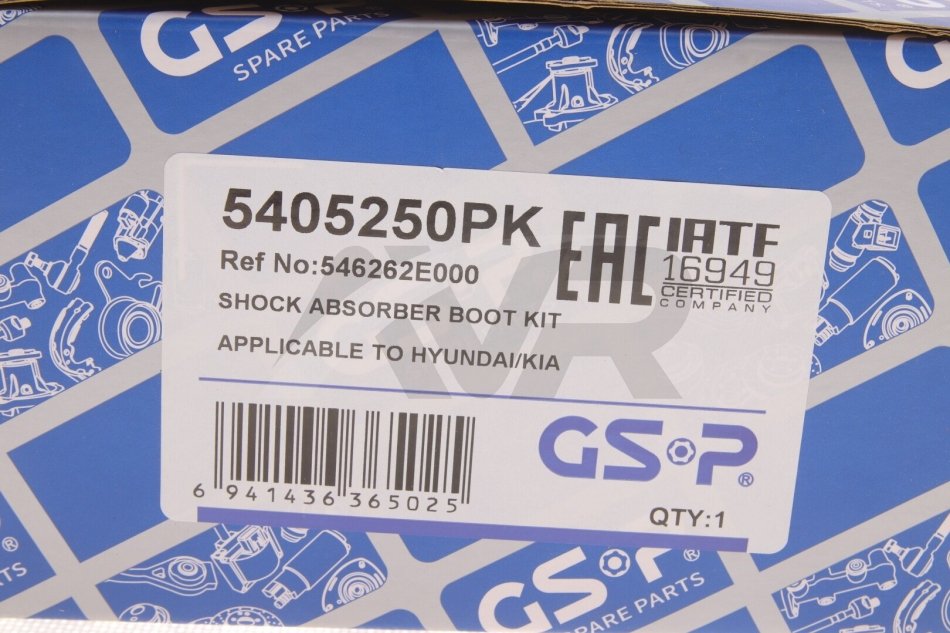 GSP
SPARE PARTS
5405250PK
EAC
IATF
16949
CERTIFIED
COMPANY
Ref No:546262E000
SHOCK ABSORBER BOOT KIT
APPLICABLE TO HYUNDAI/KIA
6 941436 365025
GSP®
QTY:1
GSP
SPARE PARTS
®
PARTS